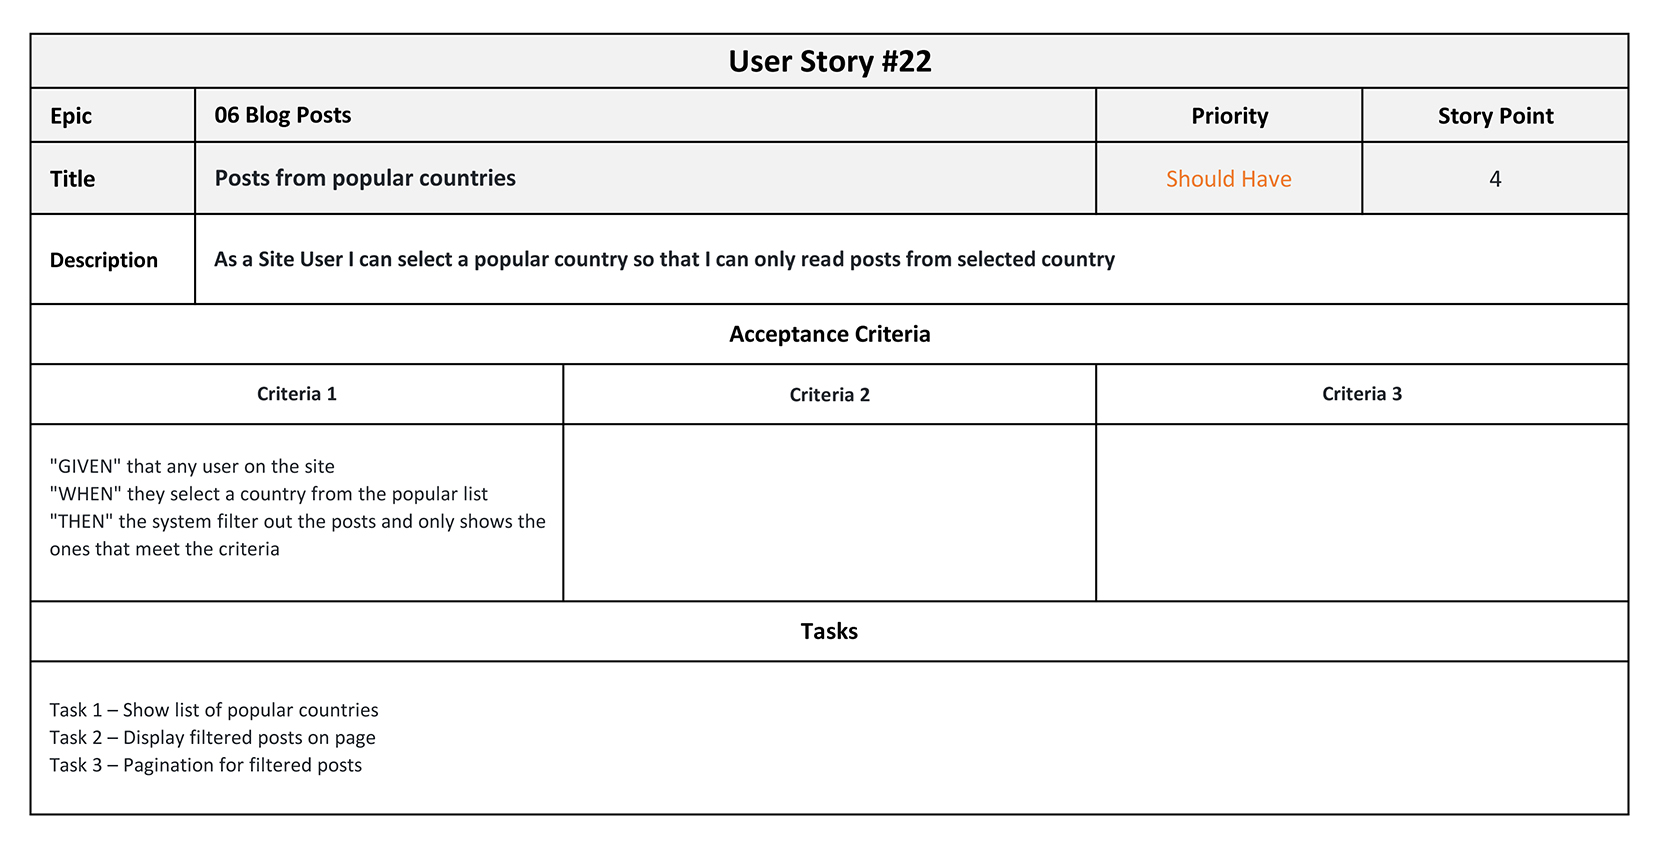 User Story #22
Epic
06 Blog Posts
Priority
Story Point
Title
Posts from popular countries
Should Have
4
Description
As a Site User I can select a popular country so that I can only read posts from selected country
Acceptance Criteria
Criteria 1
Criteria 2
Criteria 3
"GIVEN" that any user on the site
"WHEN" they select a country from the popular list
"THEN" the system filter out the posts and only shows the
ones that meet the criteria
Tasks
Task 1 – Show list of popular countries
Task 2 – Display filtered posts on page
Task 3 – Pagination for filtered posts